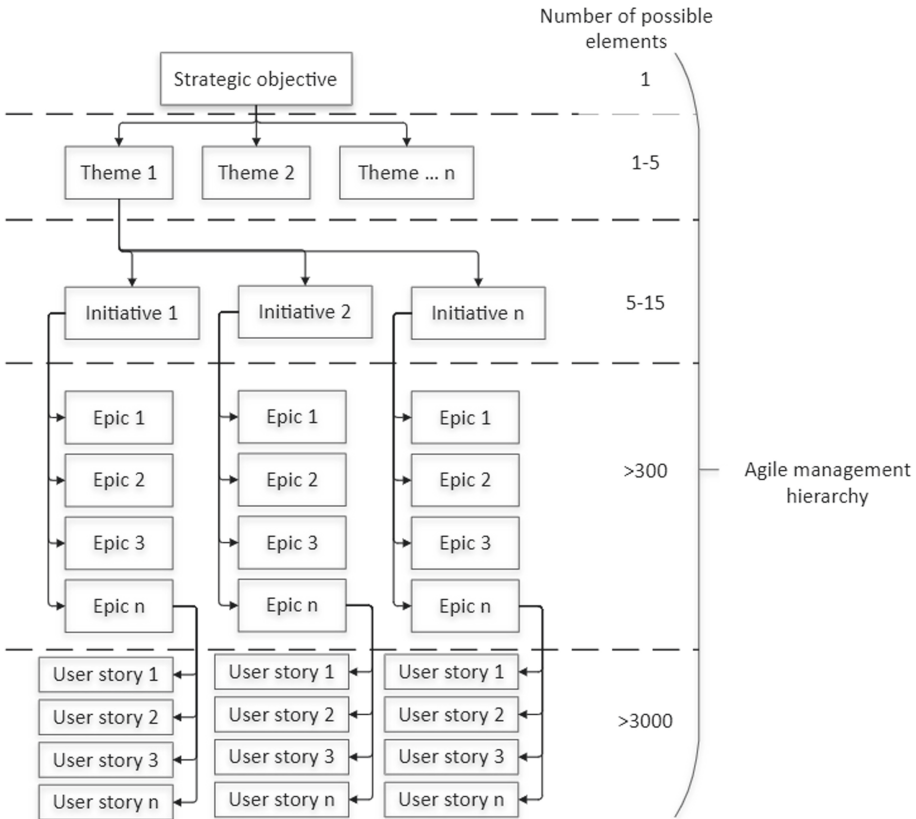 Number of possible
elements
Strategic objective
1
Theme 1
Theme 2
Theme ... n
1-5
Initiative 1
Initiative 2
Initiative n
5-15
Epic 1
Epic 1
Epic 1
Epic 2
Epic 2
Epic 2
>300
Agile management
hierarchy
Epic 3
Epic 3
Epic 3
Epic n
Epic n
Epic n
User story 1
User story 1
User story 1
User story 2
User story 2
User story 2
>3000
User story 3
User story 3
User story 3
User story n
User story n
User story n